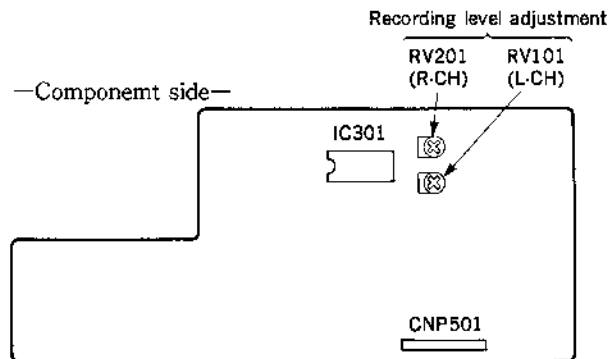 Recording level adjustment
RV201 RV101
(R-CH) (L-CH)
—Componemt side—
IC301
CNP501